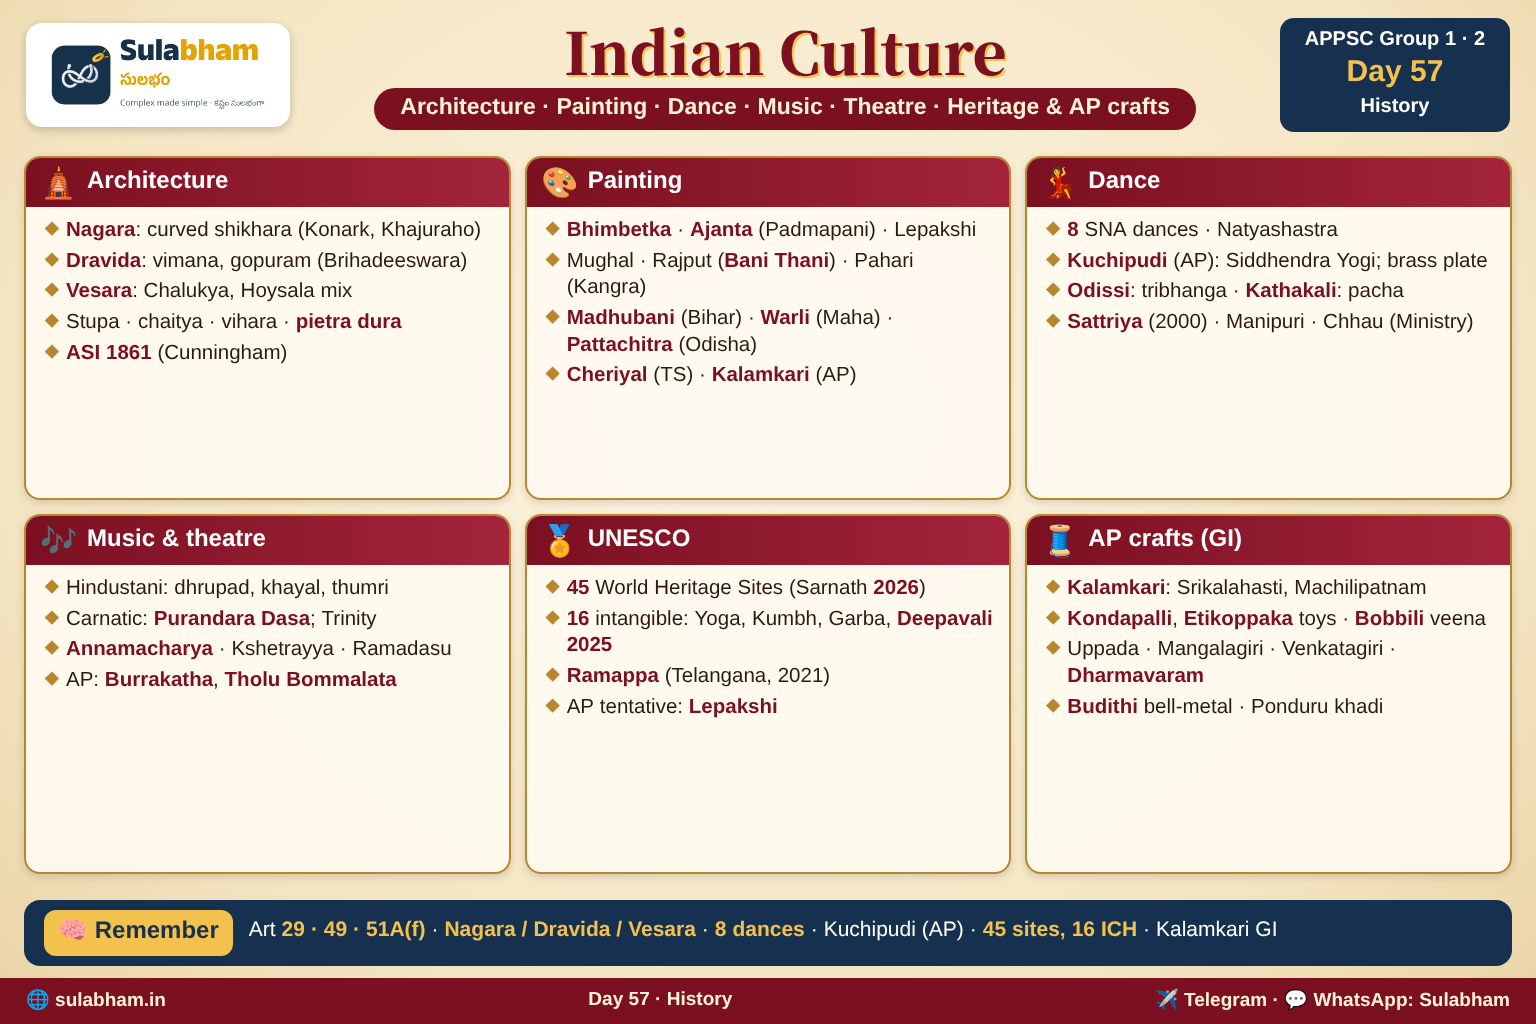 Sulabham
సులభం
Complex made simple · కష్టం సులభంగా
Indian Culture
Architecture · Painting · Dance · Music · Theatre · Heritage & AP crafts
APPSC Group 1 · 2
Day 57
History
Architecture
Nagara: curved shikhara (Konark, Khajuraho)
Dravida: vimana, gopuram (Brihadeeswara)
Vesara: Chalukya, Hoysala mix
Stupa · chaitya · vihara · pietra dura
ASI 1861 (Cunningham)
Painting
Bhimbetka · Ajanta (Padmapani) · Lepakshi
Mughal · Rajput (Bani Thani) · Pahari
(Kangra)
Madhubani (Bihar) · Warli (Maha) ·
Pattachitra (Odisha)
Cheriyal (TS) · Kalamkari (AP)
Dance
8 SNA dances · Natyashastra
Kuchipudi (AP): Siddhendra Yogi; brass plate
Odissi: tribhanga · Kathakali: pacha
Sattriya (2000) · Manipuri · Chhau (Ministry)
Music & theatre
Hindustani: dhrupad, khayal, thumri
Carnatic: Purandara Dasa; Trinity
Annamacharya · Kshetrayya · Ramadasu
AP: Burrakatha, Tholu Bommalata
UNESCO
45 World Heritage Sites (Sarnath 2026)
16 intangible: Yoga, Kumbh, Garba, Deepavali
2025
Ramappa (Telangana, 2021)
AP tentative: Lepakshi
AP crafts (GI)
Kalamkari: Srikalahasti, Machilipatnam
Kondapalli, Etikoppaka toys · Bobbili veena
Uppada · Mangalagiri · Venkatagiri ·
Dharmavaram
Budithi bell-metal · Ponduru khadi
Remember
Art 29 · 49 · 51A(f) · Nagara / Dravida / Vesara · 8 dances · Kuchipudi (AP) · 45 sites, 16 ICH · Kalamkari GI
sulabham.in
Day 57 · History
Telegram · WhatsApp: Sulabham